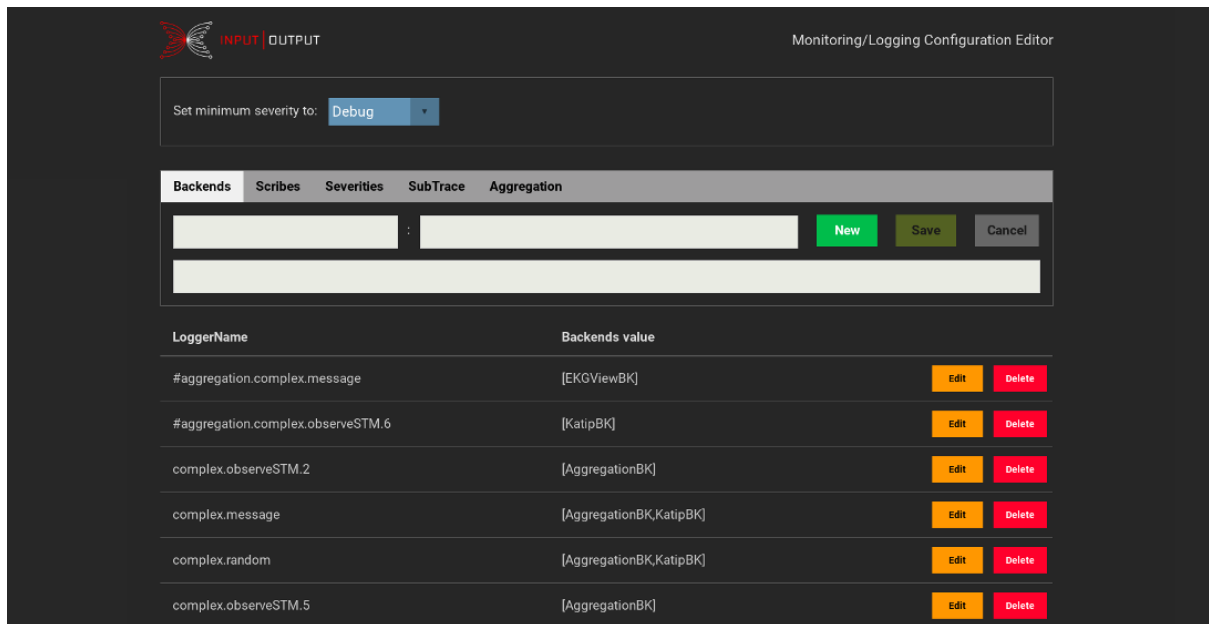 INPUT | OUTPUT
Monitoring/Logging Configuration Editor
Set minimum severity to: Debug
Backends Scribes Severities SubTrace Aggregation
: New Save Cancel
LoggerName Backends value
#aggregation.complex.message [EKGViewBK] Edit Delete
#aggregation.complex.observeSTM.6 [KatipBK] Edit Delete
complex.observeSTM.2 [AggregationBK] Edit Delete
complex.message [AggregationBK,KatipBK] Edit Delete
complex.random [AggregationBK,KatipBK] Edit Delete
complex.observeSTM.5 [AggregationBK] Edit Delete